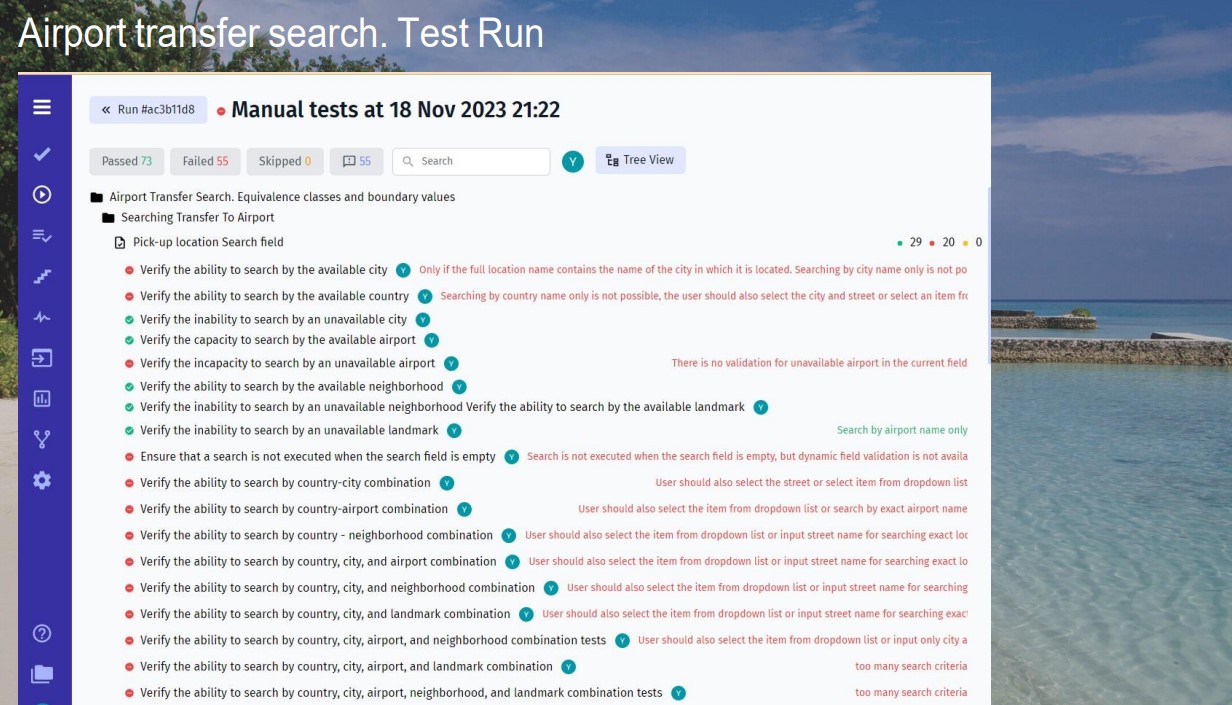 Airport transfer search. Test Run
« Run #ac3b11d8 Manual tests at 18 Nov 2023 21:22
Passed 73 Failed 55 Skipped 0 55 Search Y Tree View
Airport Transfer Search. Equivalence classes and boundary values
Searching Transfer To Airport
Pick-up location Search field 29 20 0
Verify the ability to search by the available city Y Only if the full location name contains the name of the city in which it is located. Searching by city name only is not po
Verify the ability to search by the available country Y Searching by country name only is not possible, the user should also select the city and street or select an item fr
Verify the inability to search by an unavailable city Y
Verify the capacity to search by the available airport Y
Verify the incapacity to search by an unavailable airport Y There is no validation for unavailable airport in the current field
Verify the ability to search by the available neighborhood Y
Verify the inability to search by an unavailable neighborhood Verify the ability to search by the available landmark Y
Verify the inability to search by an unavailable landmark Y Search by airport name only
Ensure that a search is not executed when the search field is empty Y Search is not executed when the search field is empty, but dynamic field validation is not availa
Verify the ability to search by country-city combination Y User should also select the street or select item from dropdown list
Verify the ability to search by country-airport combination Y User should also select the item from dropdown list or search by exact airport name
Verify the ability to search by country - neighborhood combination Y User should also select the item from dropdown list or input street name for searching exact loc
Verify the ability to search by country, city, and airport combination Y User should also select the item from dropdown list or input street name for searching exact lo
Verify the ability to search by country, city, and neighborhood combination Y User should also select the item from dropdown list or input street name for searching
Verify the ability to search by country, city, and landmark combination Y User should also select the item from dropdown list or input street name for searching exact
Verify the ability to search by country, city, airport, and neighborhood combination tests Y User should also select the item from dropdown list or input only city a
Verify the ability to search by country, city, airport, and landmark combination Y too many search criteria
Verify the ability to search by country, city, airport, neighborhood, and landmark combination tests Y too many search criteria